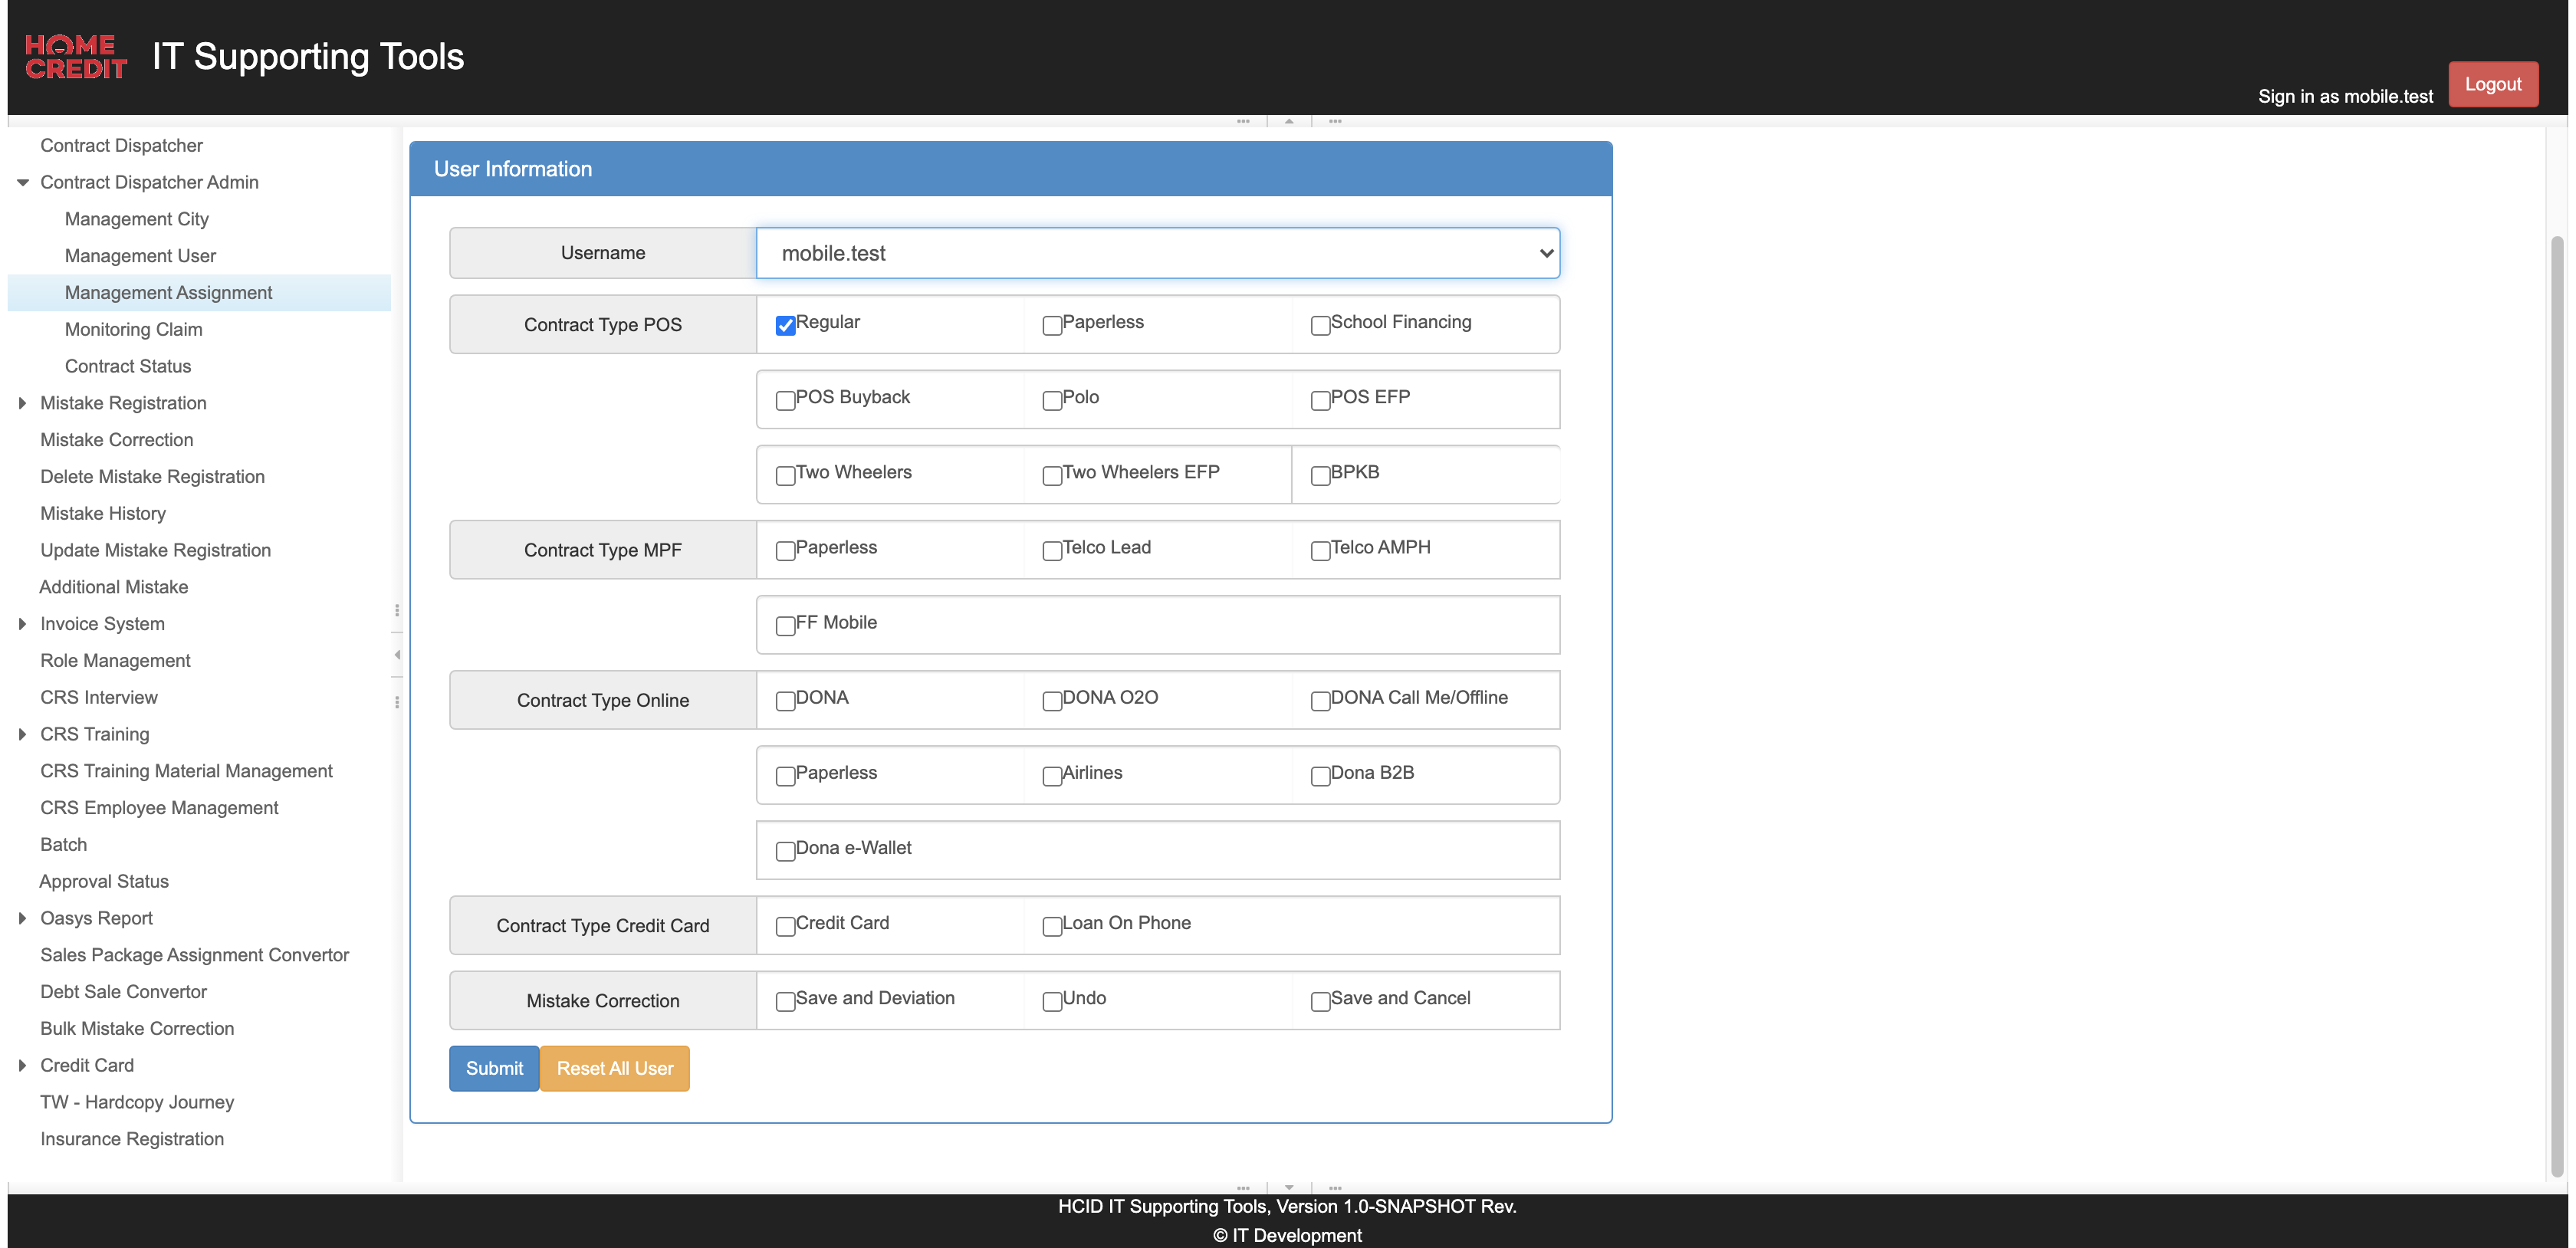 HOME
CREDIT
IT Supporting Tools
Sign in as mobile.test
Logout
Contract Dispatcher
Contract Dispatcher Admin
Management City
Management User
Management Assignment
Monitoring Claim
Contract Status
Mistake Registration
Mistake Correction
Delete Mistake Registration
Mistake History
Update Mistake Registration
Additional Mistake
Invoice System
Role Management
CRS Interview
CRS Training
CRS Training Material Management
CRS Employee Management
Batch
Approval Status
Oasys Report
Sales Package Assignment Convertor
Debt Sale Convertor
Bulk Mistake Correction
Credit Card
TW - Hardcopy Journey
Insurance Registration
User Information
Username mobile.test
Contract Type POS Regular Paperless School Financing
POS Buyback Polo POS EFP
Two Wheelers Two Wheelers EFP BPKB
Contract Type MPF Paperless Telco Lead Telco AMPH
FF Mobile
Contract Type Online DONA DONA O2O DONA Call Me/Offline
Paperless Airlines Dona B2B
Dona e-Wallet
Contract Type Credit Card Credit Card Loan On Phone
Mistake Correction Save and Deviation Undo Save and Cancel
Submit Reset All User
HCID IT Supporting Tools, Version 1.0-SNAPSHOT Rev.
© IT Development